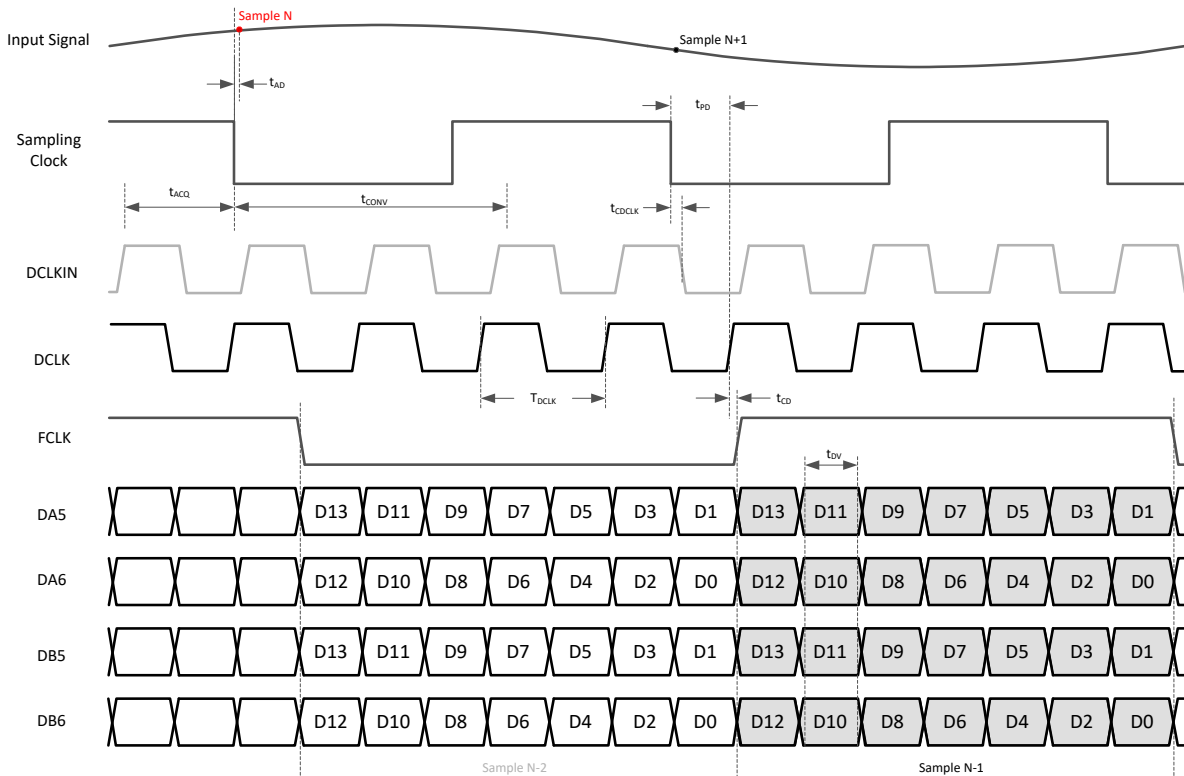 Sample N
Input Signal
Sample N+1
tAD
tPD
Sampling
Clock
tACQ
tCONV
tCDCLK
DCLKIN
DCLK
TDCLK
tCD
FCLK
tDV
DA5 D13 D11 D9 D7 D5 D3 D1 D13 D11 D9 D7 D5 D3 D1
DA6 D12 D10 D8 D6 D4 D2 D0 D12 D10 D8 D6 D4 D2 D0
DB5 D13 D11 D9 D7 D5 D3 D1 D13 D11 D9 D7 D5 D3 D1
DB6 D12 D10 D8 D6 D4 D2 D0 D12 D10 D8 D6 D4 D2 D0
Sample N-2 Sample N-1